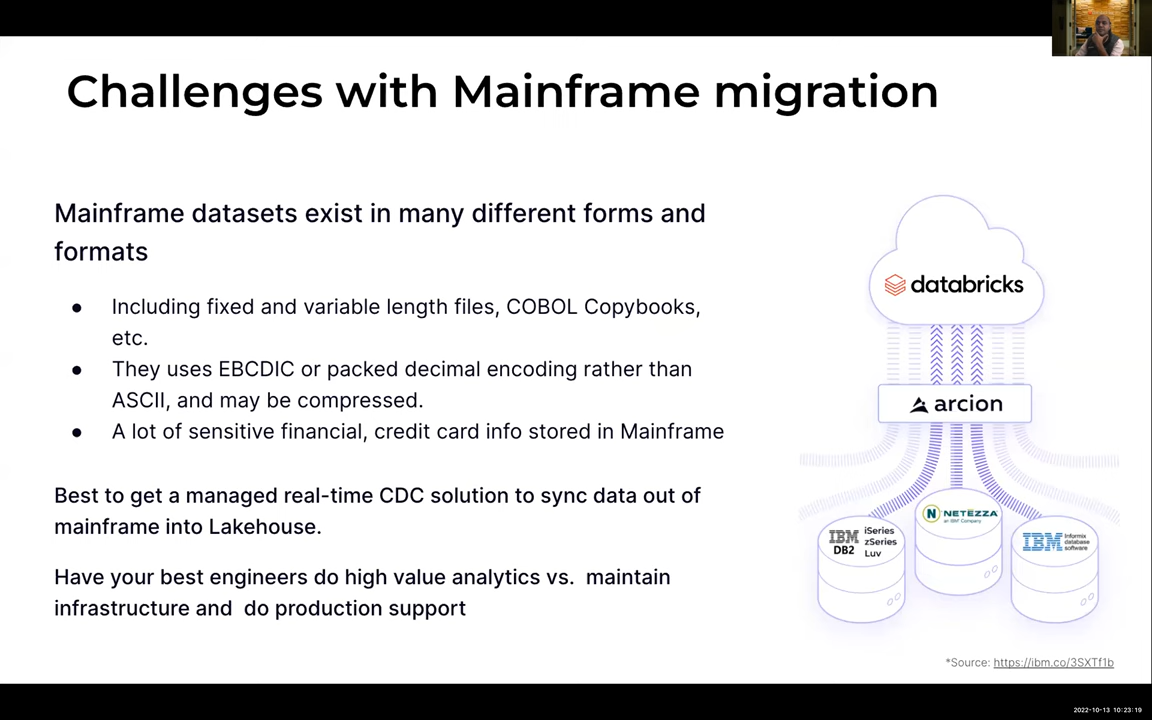 Challenges with Mainframe migration
Mainframe datasets exist in many different forms and
formats
● Including fixed and variable length files, COBOL Copybooks,
etc.
● They uses EBCDIC or packed decimal encoding rather than
ASCII, and may be compressed.
● A lot of sensitive financial, credit card info stored in Mainframe
Best to get a managed real-time CDC solution to sync data out of
mainframe into Lakehouse.
Have your best engineers do high value analytics vs. maintain
infrastructure and do production support
databricks
arcion
IBM
DB2
iSeries
zSeries
Luv
N NETEZZA
an IBM Company
IBM
Informix
database
software
*Source: https://ibm.co/3SXTf1b
2022-10-13 10:23:19